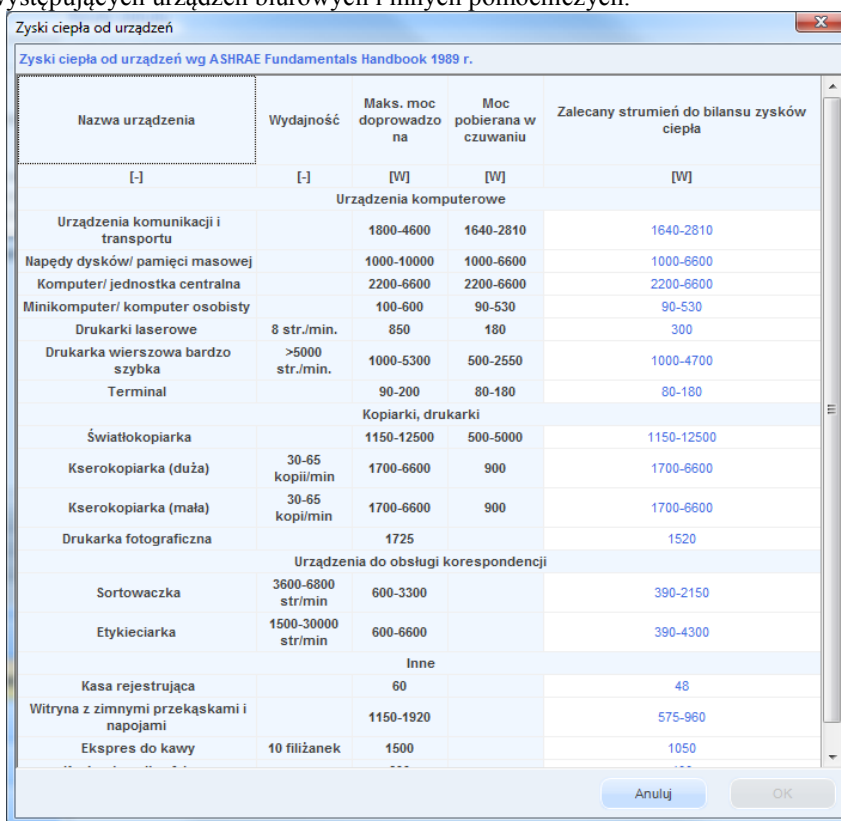 występujących urządzeń biurowych i innych pomocniczych.
Zyski ciepła od urządzeń
Zyski ciepła od urządzeń wg ASHRAE Fundamentals Handbook 1989 r.
Nazwa urządzenia Wydajność Maks. moc doprowadzo na Moc pobierana w czuwaniu Zalecany strumień do bilansu zysków ciepła
[-] [-] [W] [W] [W]
Urządzenia komputerowe
Urządzenia komunikacji i transportu 1800-4600 1640-2810 1640-2810
Napędy dysków/ pamięci masowej 1000-10000 1000-6600 1000-6600
Komputer/ jednostka centralna 2200-6600 2200-6600 2200-6600
Minikomputer/ komputer osobisty 100-600 90-530 90-530
Drukarki laserowe 8 str./min. 850 180 300
Drukarka wierszowa bardzo szybka >5000 str./min. 1000-5300 500-2550 1000-4700
Terminal 90-200 80-180 80-180
Kopiarki, drukarki
Światłokopiarka 1150-12500 500-5000 1150-12500
Kserokopiarka (duża) 30-65 kopii/min 1700-6600 900 1700-6600
Kserokopiarka (mała) 30-65 kopi/min 1700-6600 900 1700-6600
Drukarka fotograficzna 1725 1520
Urządzenia do obsługi korespondencji
Sortowaczka 3600-6800 str/min 600-3300 390-2150
Etykieciarka 1500-30000 str/min 600-6600 390-4300
Inne
Kasa rejestrująca 60 48
Witryna z zimnymi przekąskami i napojami 1150-1920 575-960
Ekspres do kawy 10 filiżanek 1500 1050
Anuluj OK